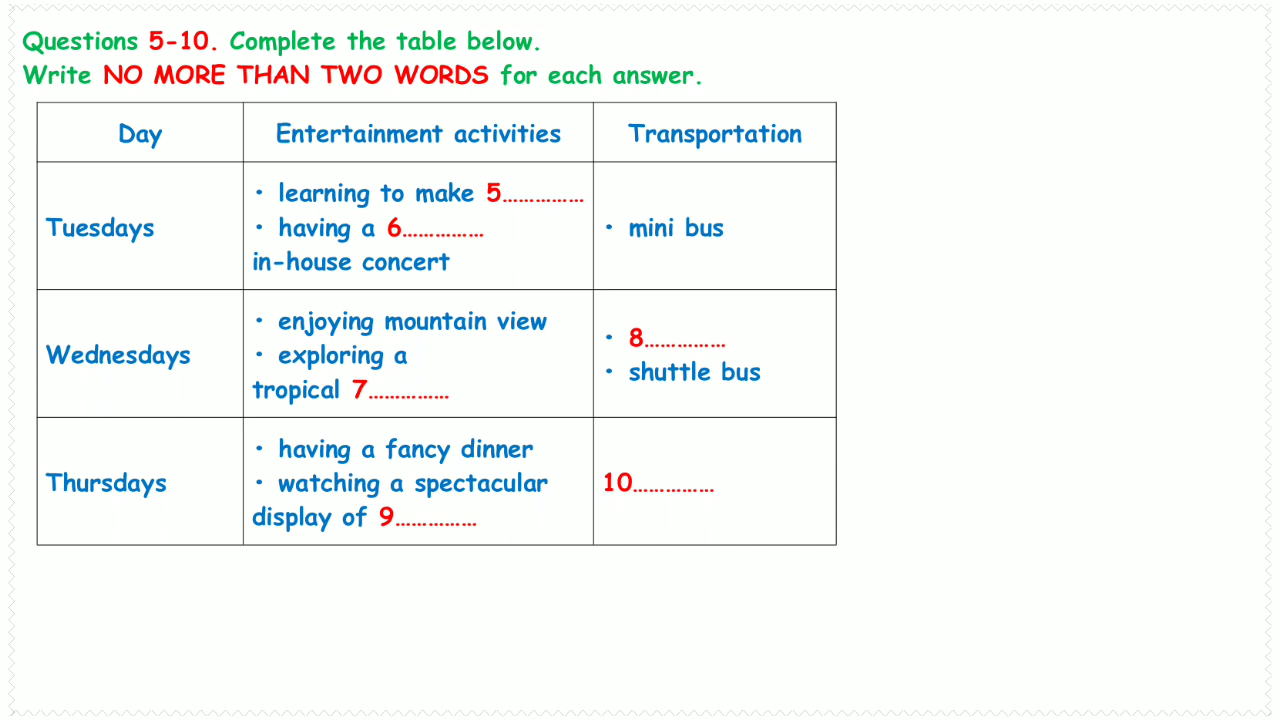 Questions 5-10. Complete the table below.
Write NO MORE THAN TWO WORDS for each answer.
Day Entertainment activities Transportation
Tuesdays
• learning to make 5……………
• having a 6……………
in-house concert
• mini bus
Wednesdays
• enjoying mountain view
• exploring a
tropical 7……………
• 8……………
• shuttle bus
Thursdays
• having a fancy dinner
• watching a spectacular
display of 9……………
10……………